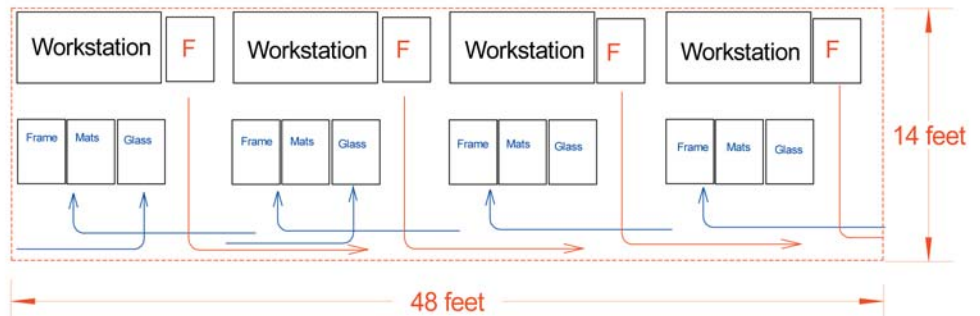 Workstation F Workstation F Workstation F Workstation F
Frame Mats Glass Frame Mats Glass Frame Mats Glass Frame Mats Glass
14 feet
48 feet